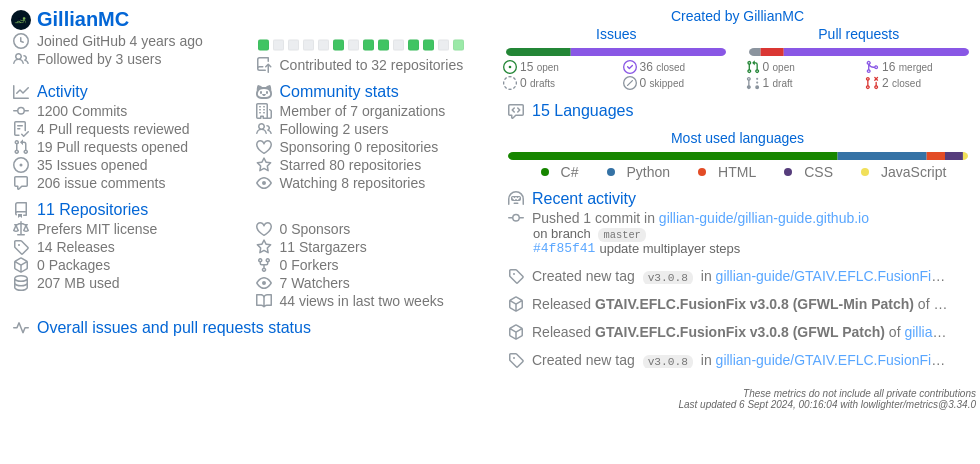 GillianMC
Joined GitHub 4 years ago
Followed by 3 users
Contributed to 32 repositories
Activity
1200 Commits
4 Pull requests reviewed
19 Pull requests opened
35 Issues opened
206 issue comments
Community stats
Member of 7 organizations
Following 2 users
Sponsoring 0 repositories
Starred 80 repositories
Watching 8 repositories
11 Repositories
Prefers MIT license
14 Releases
0 Packages
207 MB used
0 Sponsors
11 Stargazers
0 Forkers
7 Watchers
44 views in last two weeks
Overall issues and pull requests status
Created by GillianMC
Issues
15 open
36 closed
0 drafts
0 skipped
Pull requests
0 open
16 merged
1 draft
2 closed
15 Languages
Most used languages
C# Python HTML CSS JavaScript
Recent activity
Pushed 1 commit in gillian-guide/gillian-guide.github.io
on branch master
#4f85f41 update multiplayer steps
Created new tag v3.0.8 in gillian-guide/GTAIV.EFLC.FusionFi…
Released GTAIV.EFLC.FusionFix v3.0.8 (GFWL-Min Patch) of …
Released GTAIV.EFLC.FusionFix v3.0.8 (GFWL Patch) of gillia…
Created new tag v3.0.8 in gillian-guide/GTAIV.EFLC.FusionFi…
These metrics do not include all private contributions
Last updated 6 Sept 2024, 00:16:04 with lowlighter/metrics@3.34.0